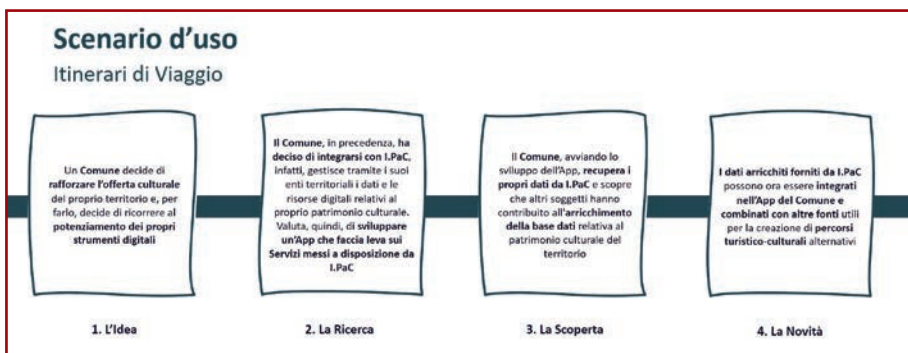 Scenario d'uso
Itinerari di Viaggio
Un Comune decide di
rafforzare l'offerta culturale
del proprio territorio e, per
farlo, decide di ricorrere al
potenziamento dei propri
strumenti digitali
1. L'Idea
Il Comune, in precedenza, ha
deciso di integrarsi con I.PaC,
infatti, gestisce tramite i suoi
enti territoriali i dati e le
risorse digitali relativi al
proprio patrimonio culturale.
Valuta, quindi, di sviluppare
un'App che faccia leva sui
Servizi messi a disposizione da
I.PaC
2. La Ricerca
Il Comune, avviando lo
sviluppo dell'App, recupera i
propri dati da I.PaC e scopre
che altri soggetti hanno
contribuito all'arricchimento
della base dati relativa al
patrimonio culturale del
territorio
3. La Scoperta
I dati arricchiti forniti da I.PaC
possono ora essere integrati
nell'App del Comune e
combinati con altre fonti utili
per la creazione di percorsi
turistico-culturali alternativi
4. La Novità